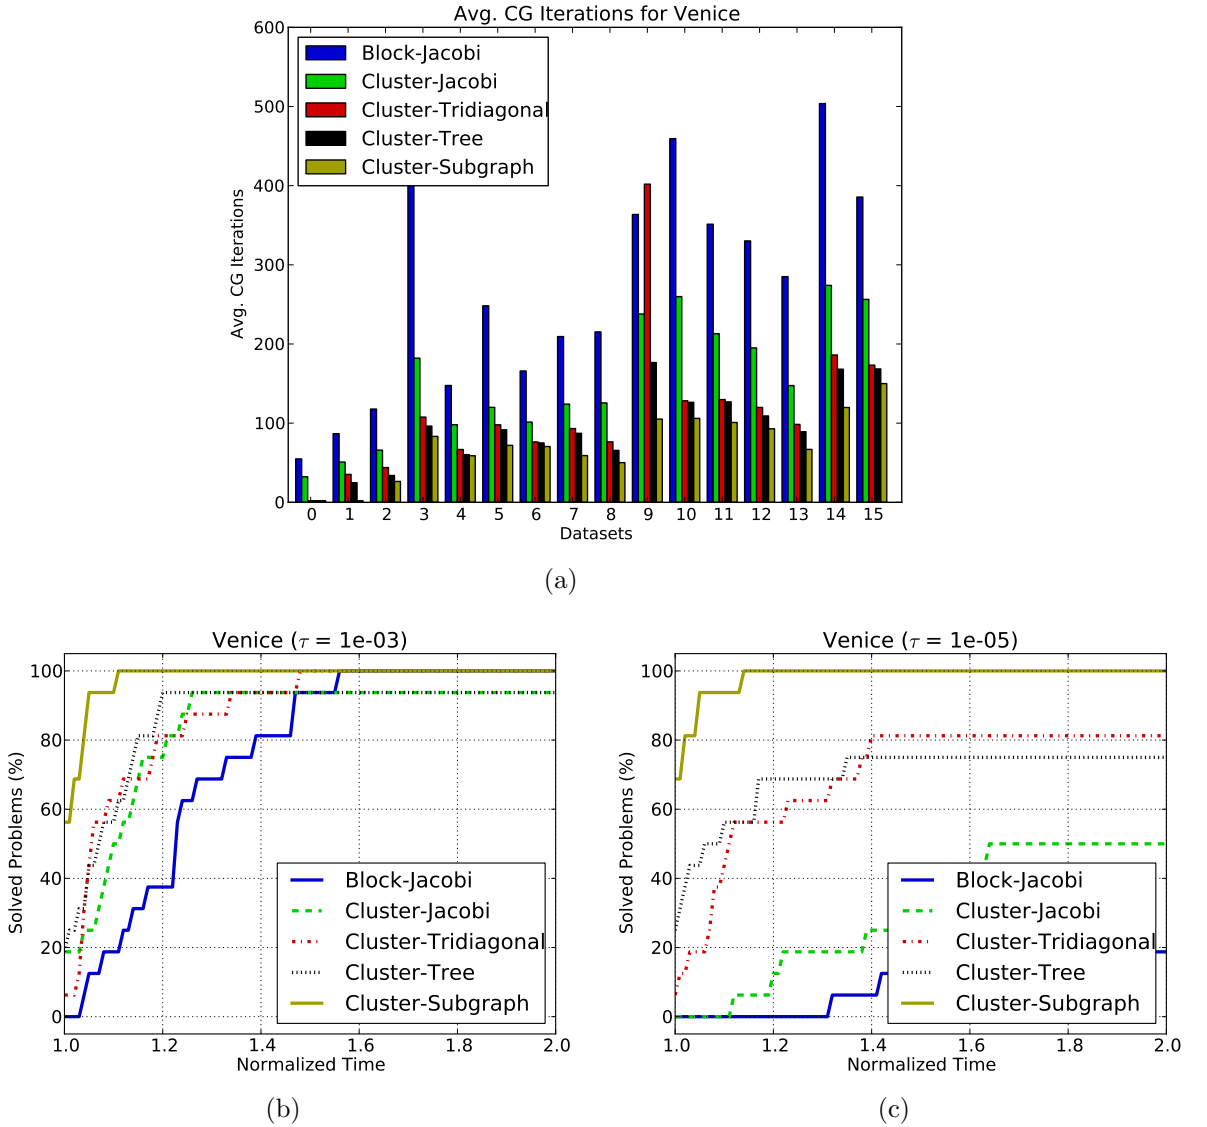 Avg. CG Iterations for Venice
600
500
400
300
200
100
0
Avg. CG Iterations
Block-Jacobi
Cluster-Jacobi
Cluster-Tridiagonal
Cluster-Tree
Cluster-Subgraph
0 1 2 3 4 5 6 7 8 9 10 11 12 13 14 15
Datasets
(a)
Venice (τ = 1e-03)
100
80
60
40
20
0
Solved Problems (%)
Block-Jacobi
Cluster-Jacobi
Cluster-Tridiagonal
Cluster-Tree
Cluster-Subgraph
1.0 1.2 1.4 1.6 1.8 2.0
Normalized Time
(b)
Venice (τ = 1e-05)
100
80
60
40
20
0
Solved Problems (%)
Block-Jacobi
Cluster-Jacobi
Cluster-Tridiagonal
Cluster-Tree
Cluster-Subgraph
1.0 1.2 1.4 1.6 1.8 2.0
Normalized Time
(c)